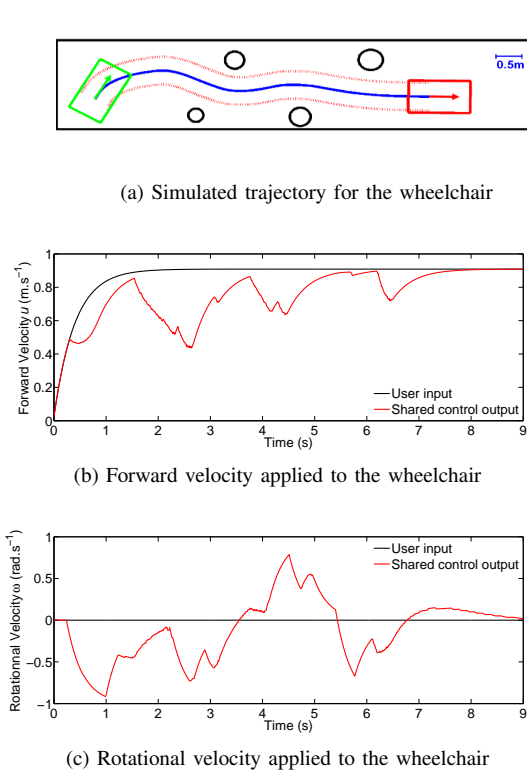 0.5m
(a) Simulated trajectory for the wheelchair
Forward Velocity u (m.s⁻¹)
1
0.8
0.6
0.4
0.2
0
User input
Shared control output
0 1 2 3 4 5 6 7 8 9
Time (s)
(b) Forward velocity applied to the wheelchair
Rotationnal Velocity ω (rad.s⁻¹)
1
0.5
0
−0.5
−1
User input
Shared control output
0 1 2 3 4 5 6 7 8 9
Time (s)
(c) Rotational velocity applied to the wheelchair